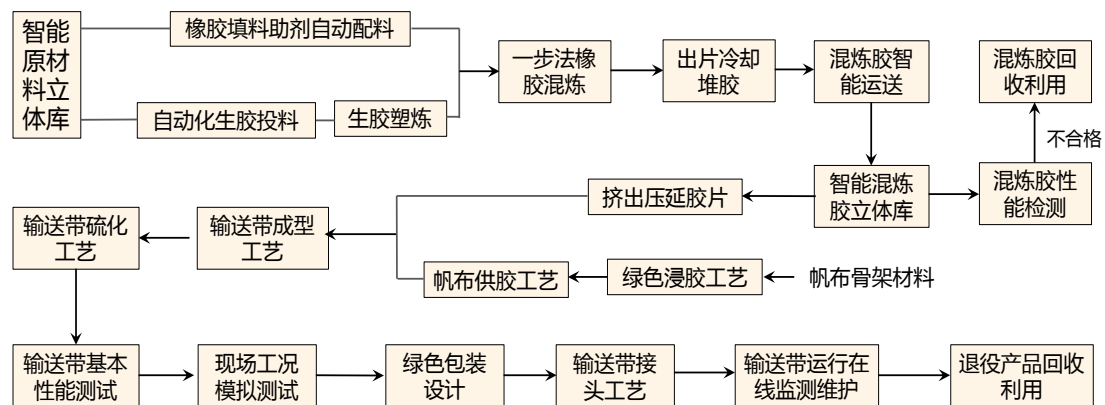 智能
原材
料立
体库
橡胶填料助剂自动配料
自动化生胶投料
生胶塑炼
一步法橡
胶混炼
出片冷却
堆胶
混炼胶智
能运送
混炼胶回
收利用
不合格
智能混炼
胶立体库
混炼胶性
能检测
挤出压延胶片
输送带硫化
工艺
输送带成型
工艺
帆布供胶工艺
绿色浸胶工艺
帆布骨架材料
输送带基本
性能测试
现场工况
模拟测试
绿色包装
设计
输送带接
头工艺
输送带运行在
线监测维护
退役产品回收
利用